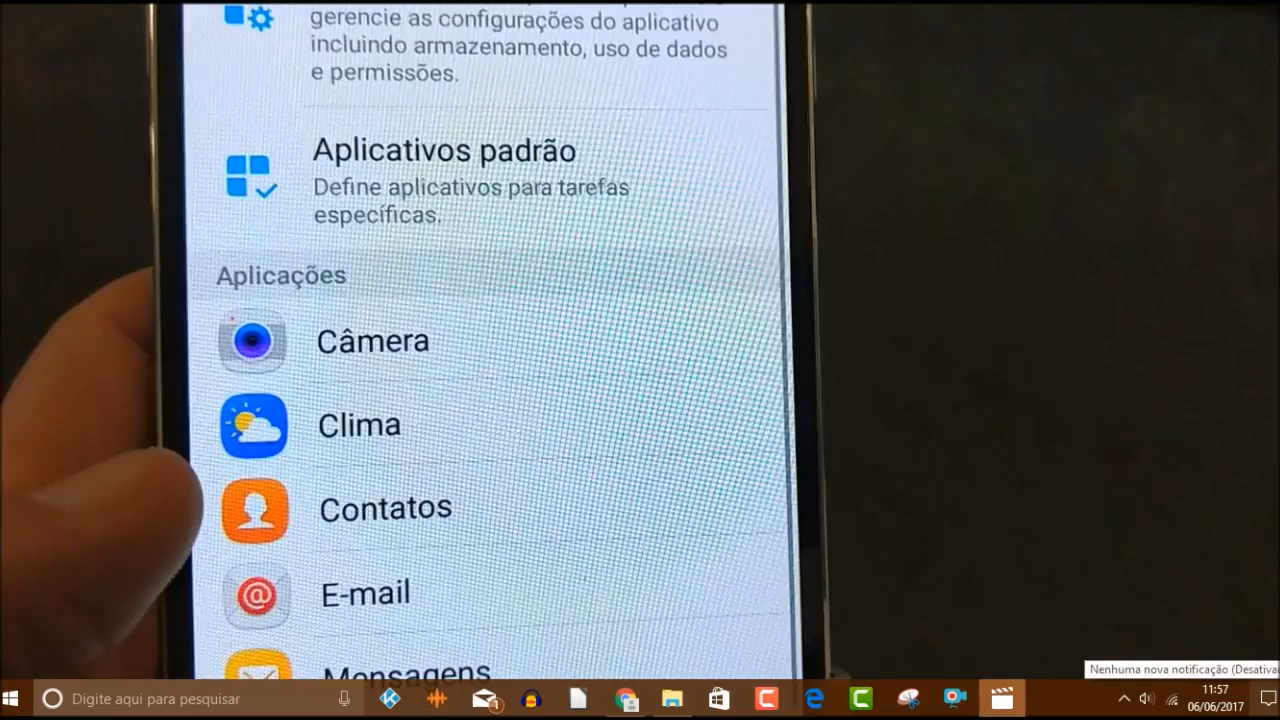 gerencie as configurações do aplicativo
incluindo armazenamento, uso de dados
e permissões.
Aplicativos padrão
Define aplicativos para tarefas
específicas.
Aplicações
Câmera
Clima
Contatos
E-mail
Mensagens
Nenhuma nova notificação (Desativa
Digite aqui para pesquisar
1
11:57
06/06/2017